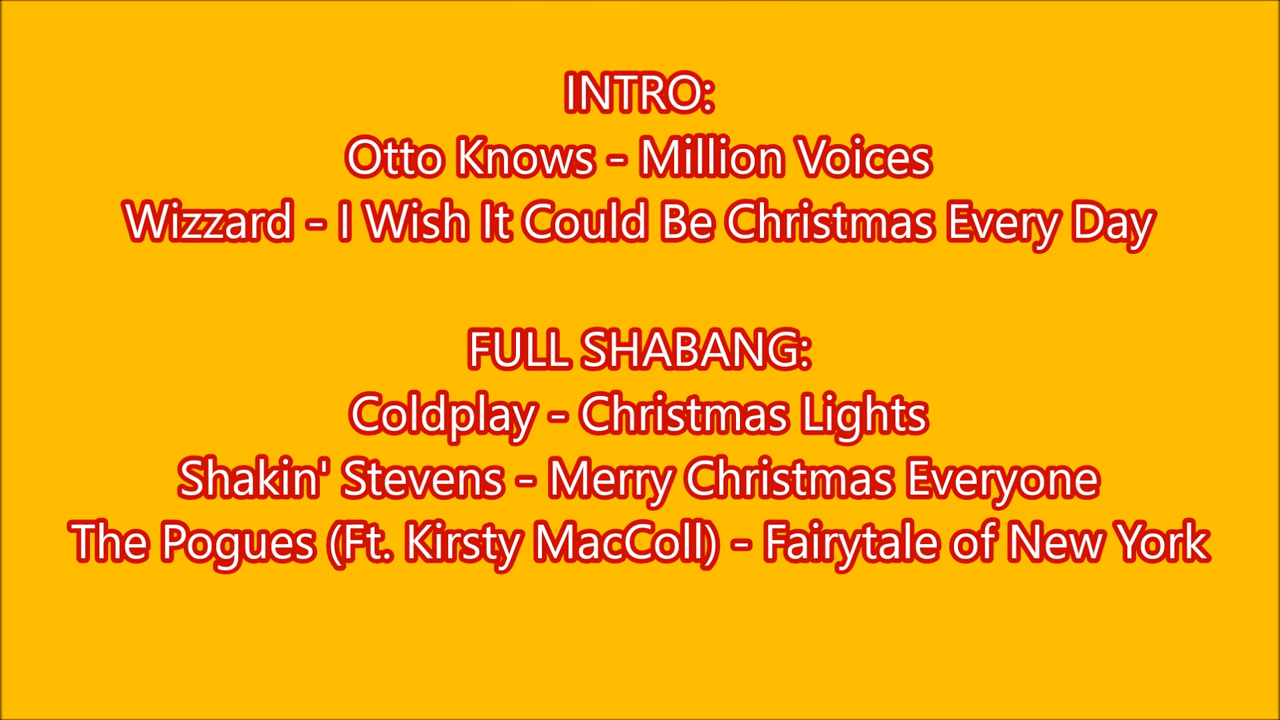 INTRO:
Otto Knows - Million Voices
Wizzard - I Wish It Could Be Christmas Every Day
FULL SHABANG:
Coldplay - Christmas Lights
Shakin' Stevens - Merry Christmas Everyone
The Pogues (Ft. Kirsty MacColl) - Fairytale of New York